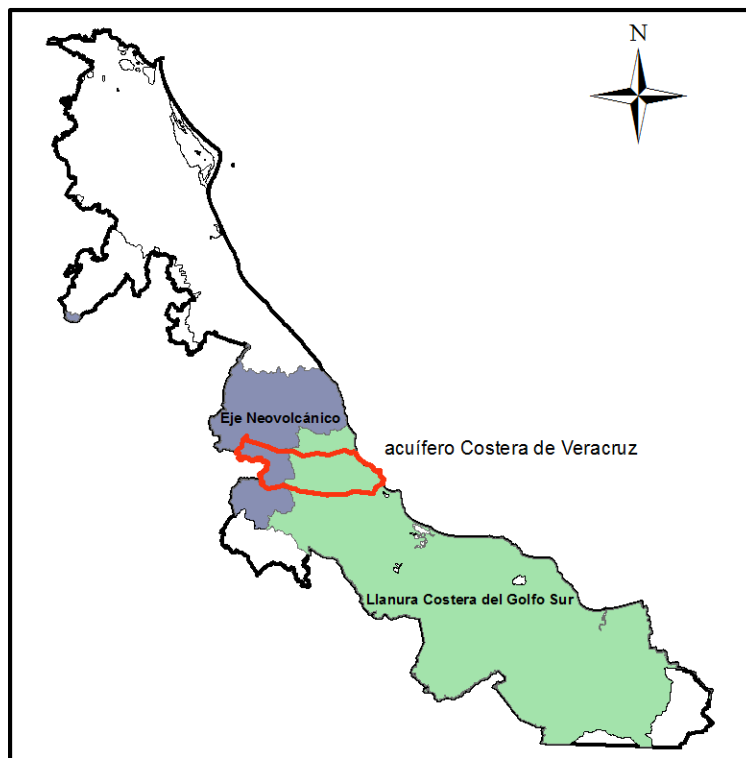 N
Eje Neovolcánico
acuífero Costera de Veracruz
Llanura Costera del Golfo Sur